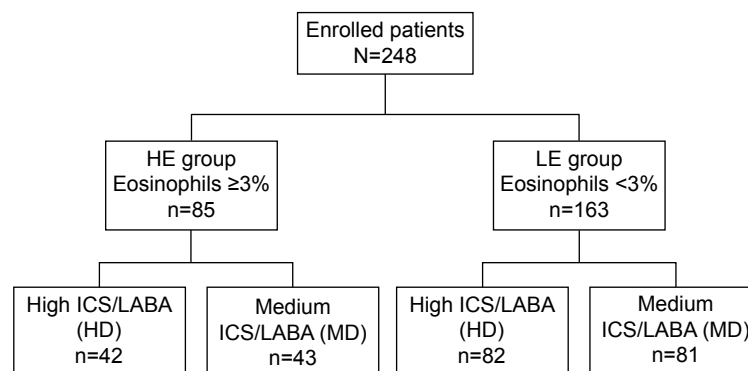 Enrolled patients
N=248
HE group
Eosinophils ≥3%
n=85
LE group
Eosinophils <3%
n=163
High ICS/LABA
(HD)
n=42
Medium
ICS/LABA (MD)
n=43
High ICS/LABA
(HD)
n=82
Medium
ICS/LABA (MD)
n=81